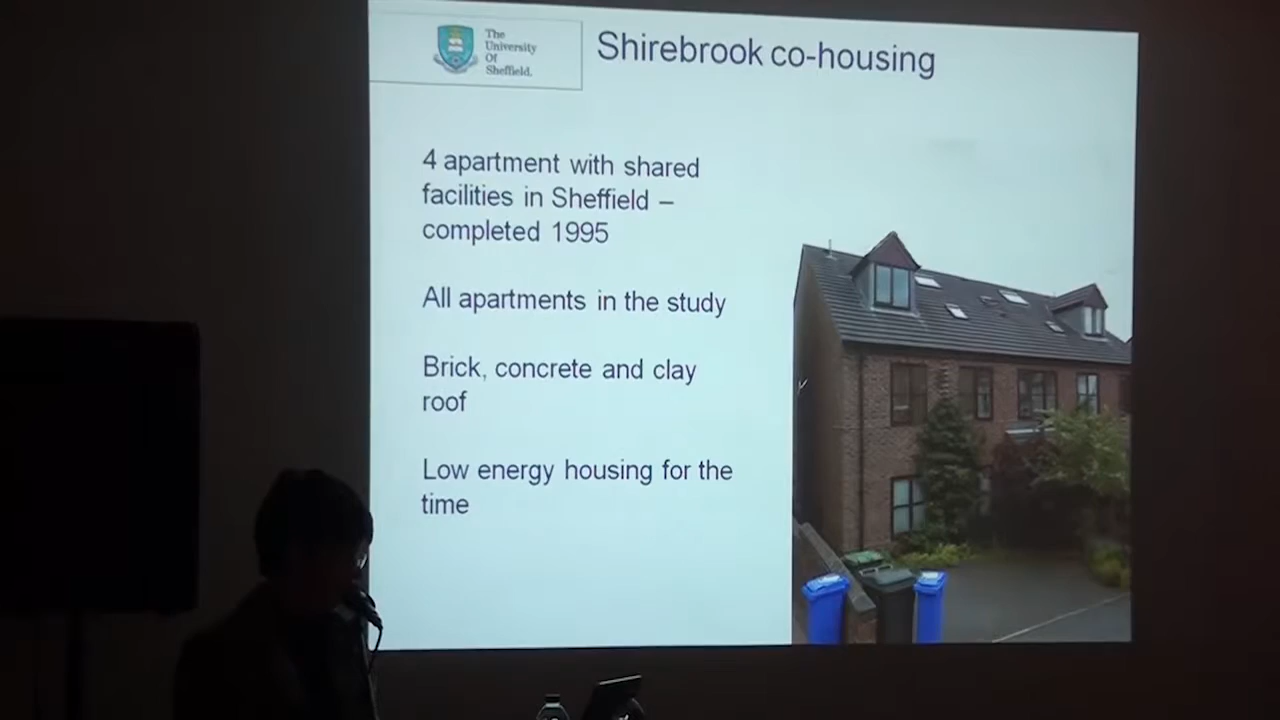 The
University
Of
Sheffield.
Shirebrook co-housing
4 apartment with shared
facilities in Sheffield –
completed 1995
All apartments in the study
Brick, concrete and clay
roof
Low energy housing for the
time